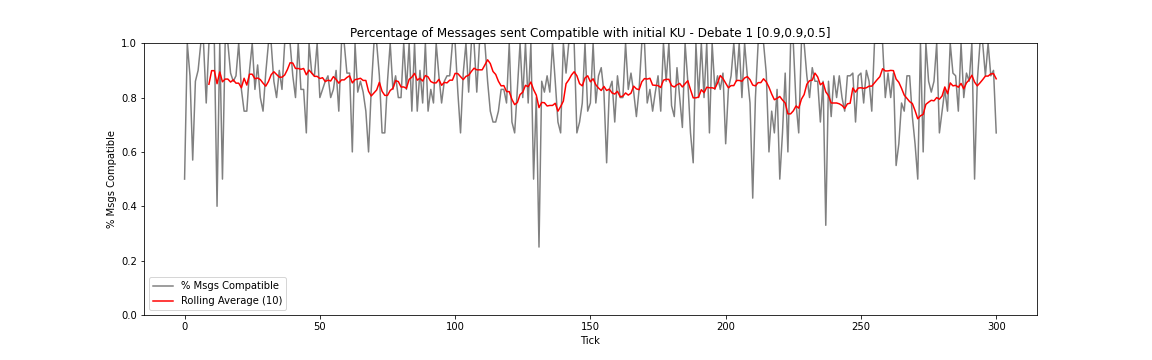 Percentage of Messages sent Compatible with initial KU - Debate 1 [0.9,0.9,0.5]
1.0
0.8
0.6
0.4
0.2
0.0
% Msgs Compatible
% Msgs Compatible
Rolling Average (10)
0 50 100 150 200 250 300
Tick